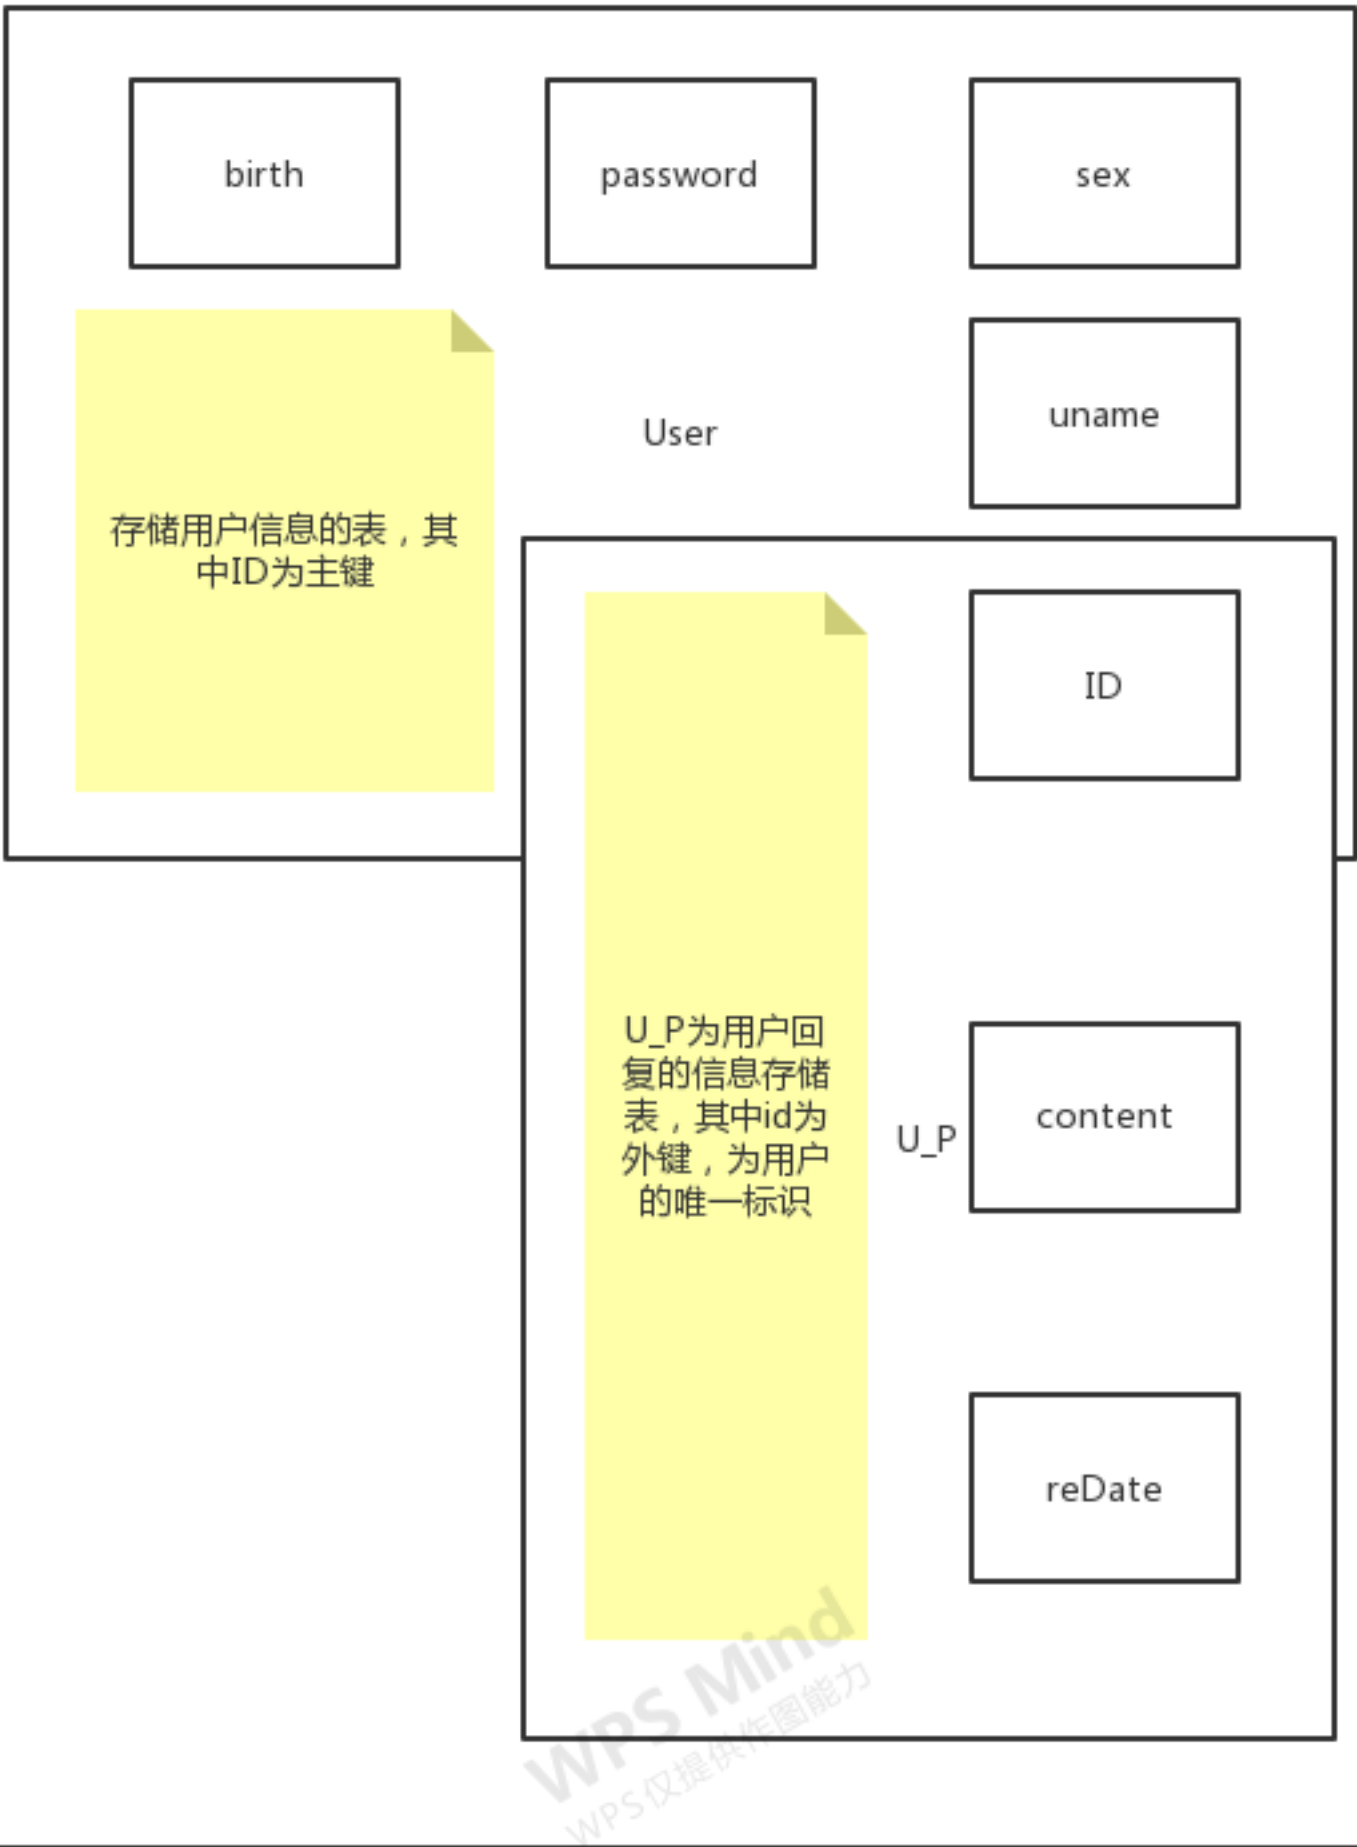 birth
password
sex
uname
User
存储用户信息的表，其
中ID为主键
ID
U_P为用户回
复的信息存储
表，其中id为
外键，为用户
的唯一标识
U_P
content
reDate
WPS Mind
WPS仅提供作图能力